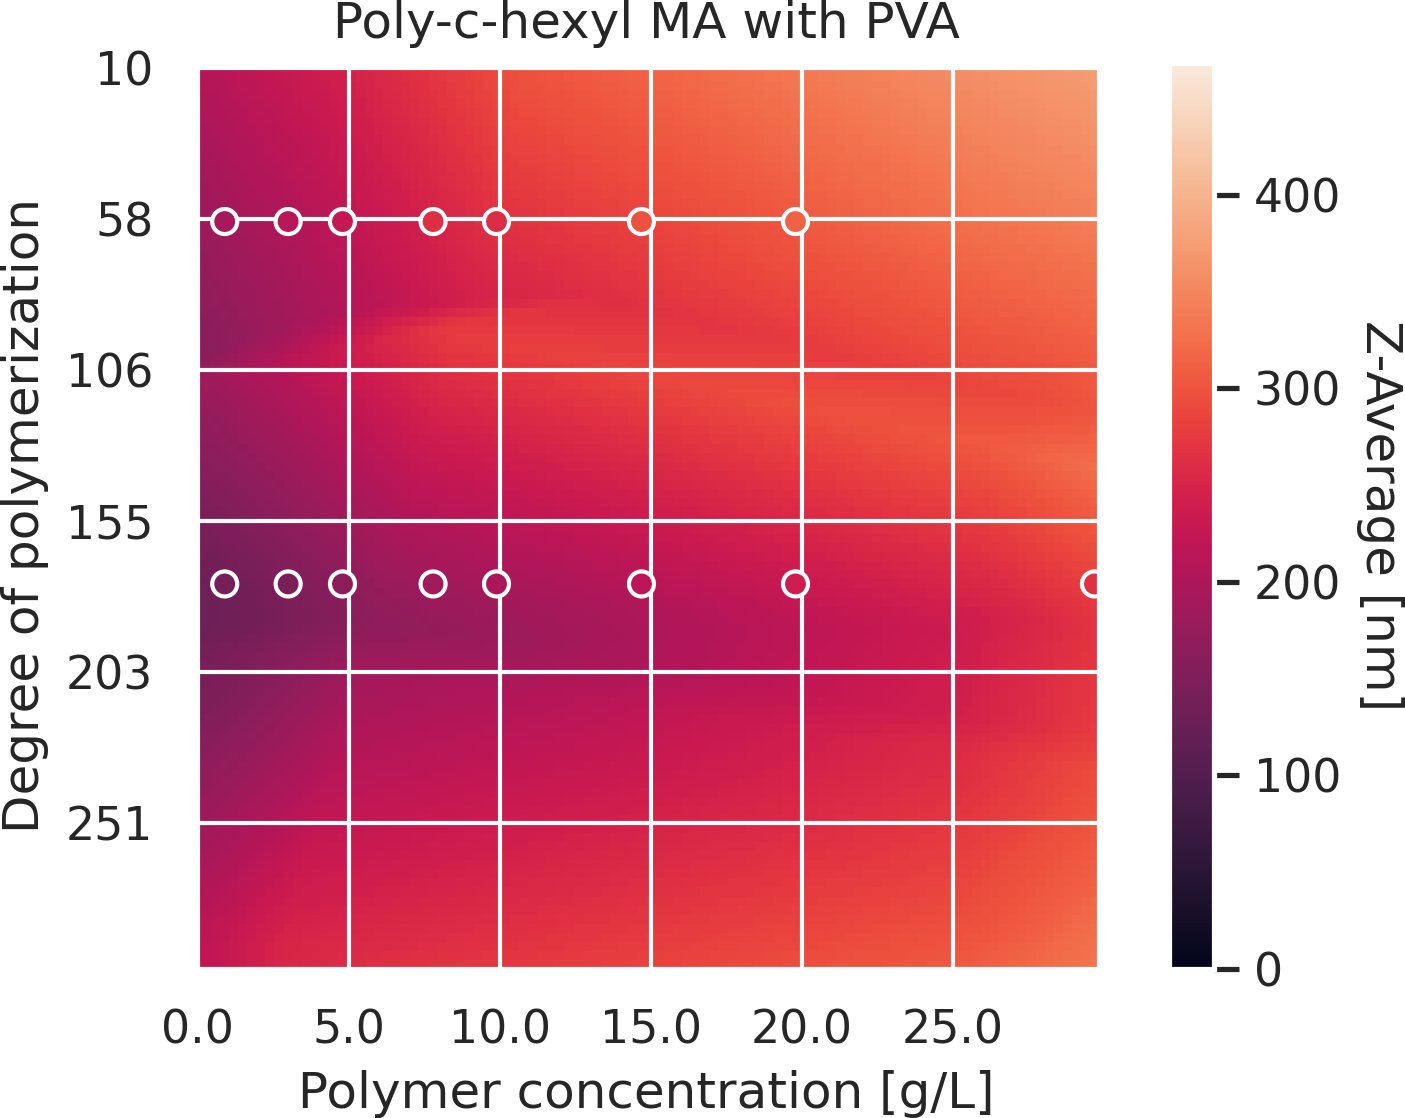 Poly-c-hexyl MA with PVA
10
58
106
155
203
251
Degree of polymerization
0.0 5.0 10.0 15.0 20.0 25.0
Polymer concentration [g/L]
400
300
200
100
0
Z-Average [nm]